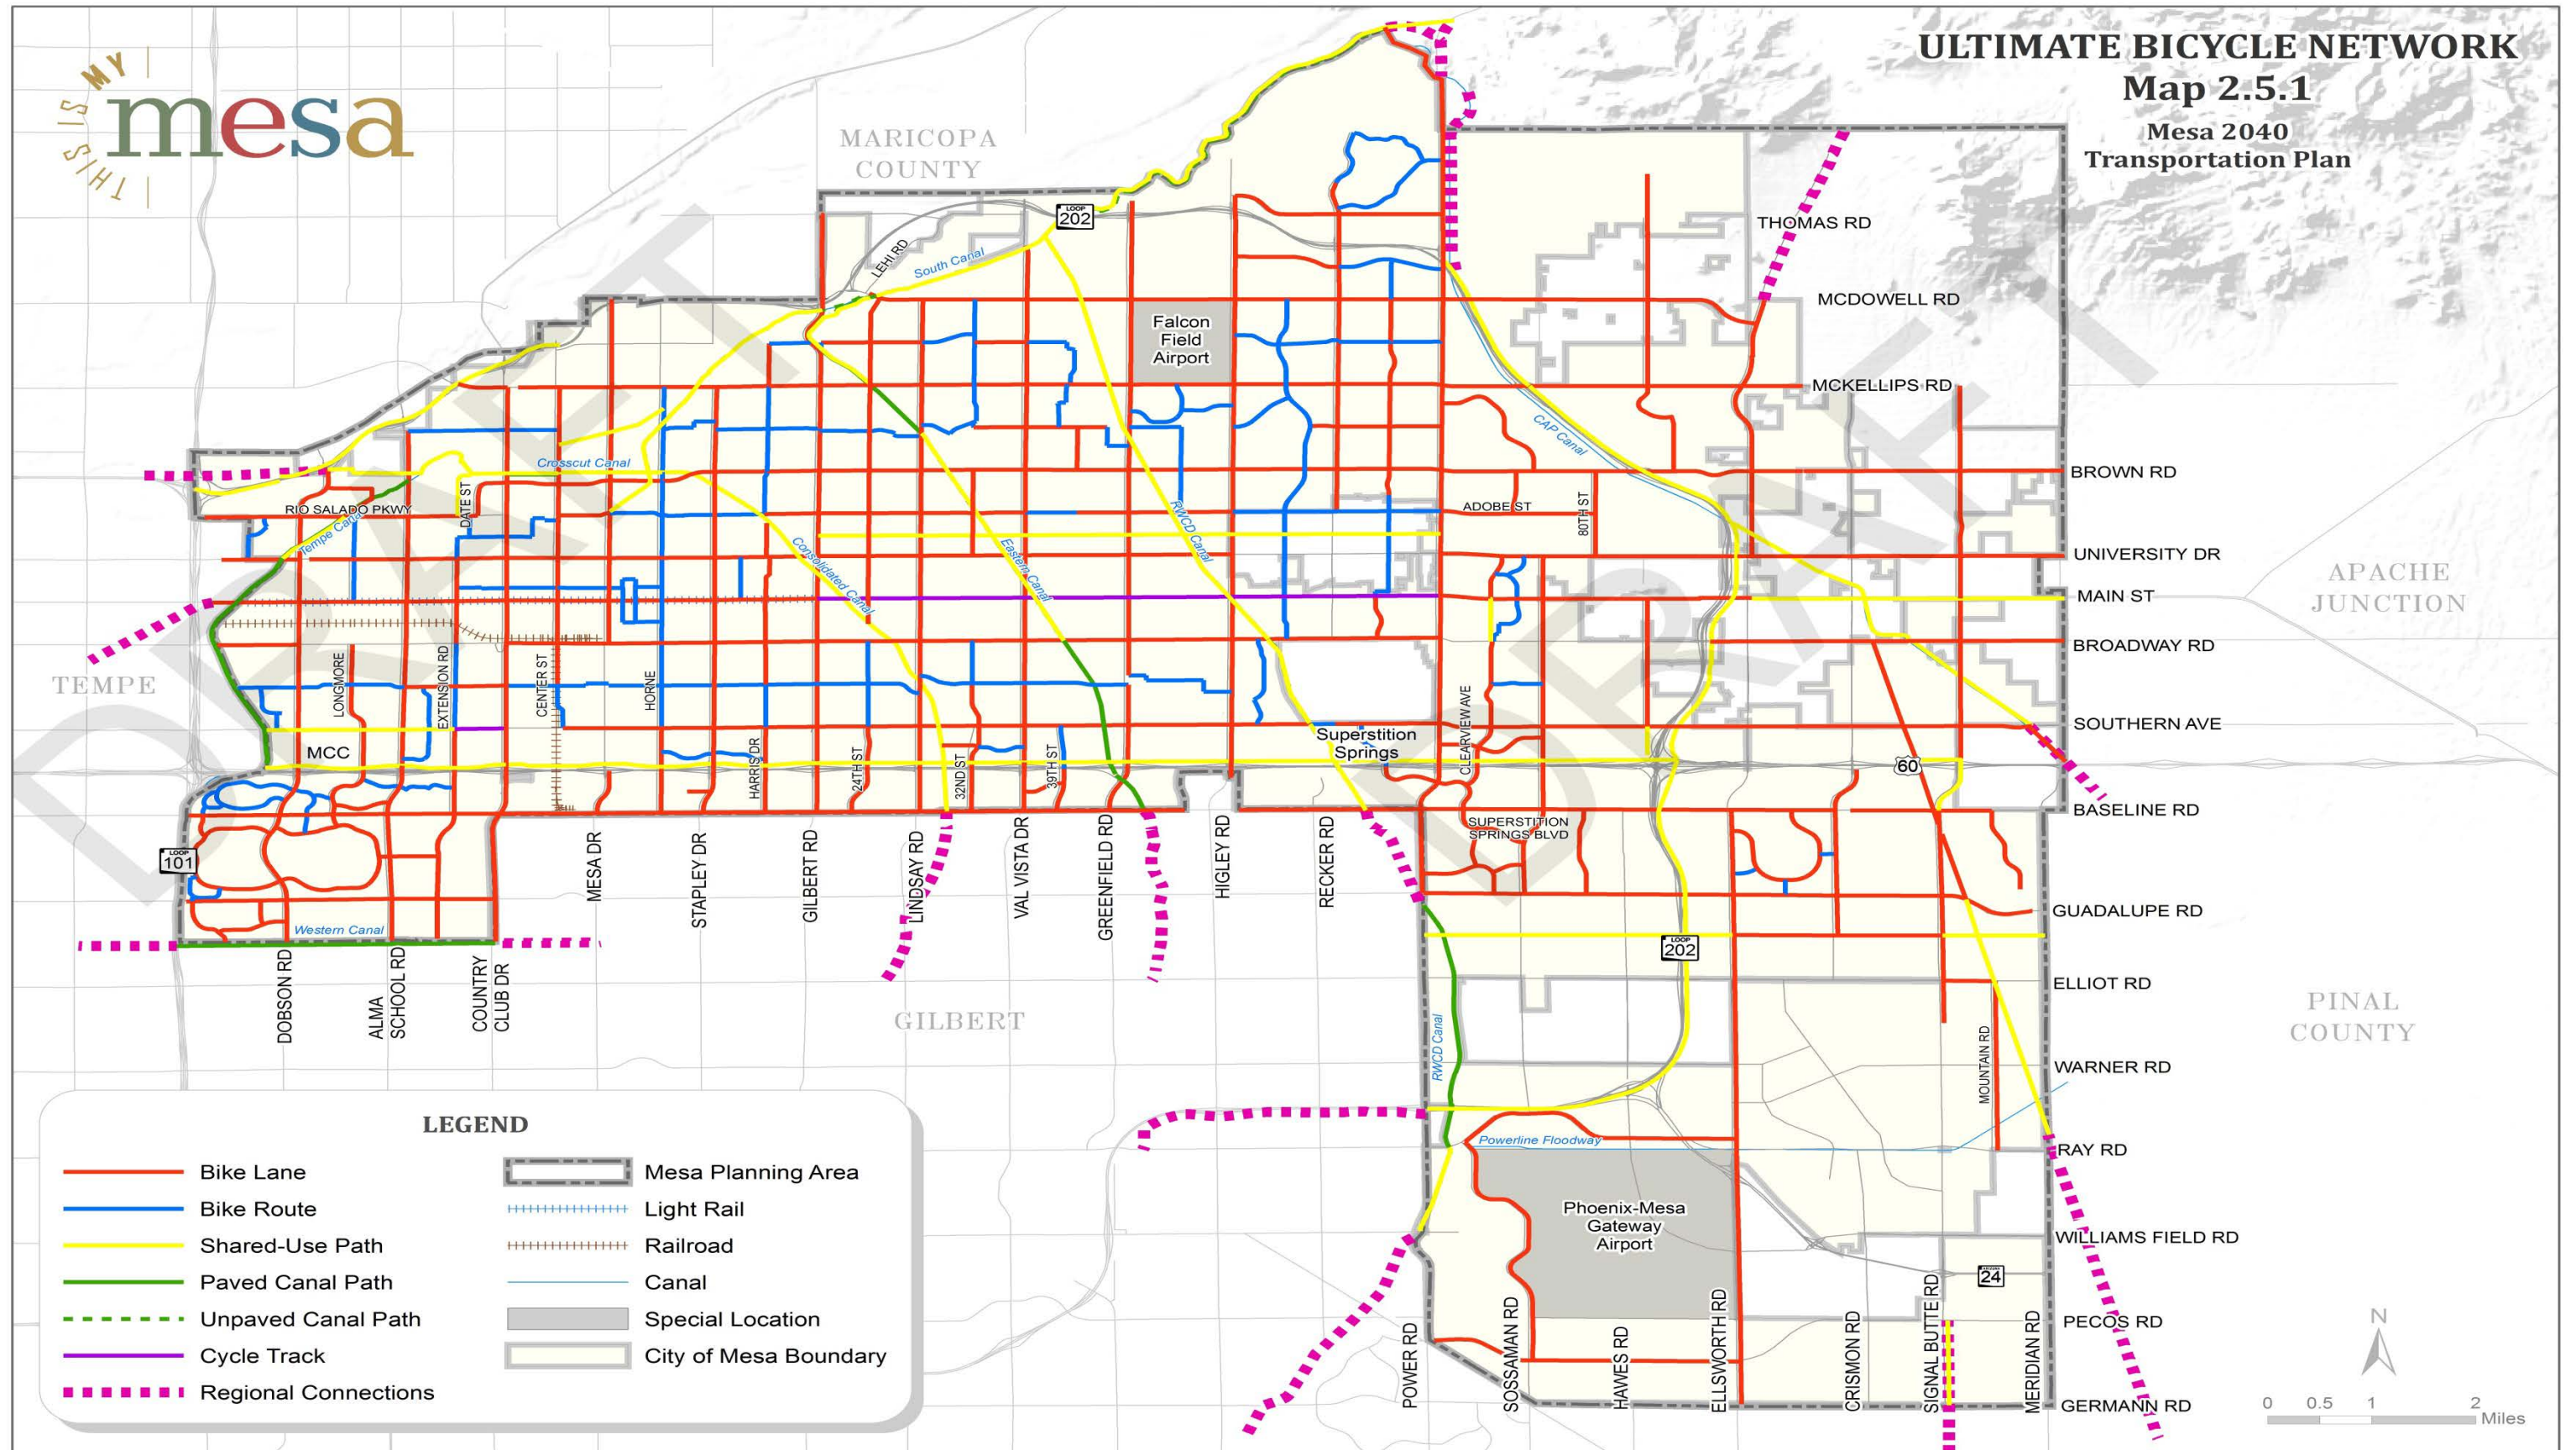 THIS IS MY
mesa
ULTIMATE BICYCLE NETWORK
Map 2.5.1
Mesa 2040
Transportation Plan
MARICOPA
COUNTY
LOOP
202
THOMAS RD
LEHI RD
South Canal
MCDOWELL RD
Falcon
Field
Airport
MCKELLIPS RD
CAP Canal
Crosscut Canal
BROWN RD
DATE ST
RIO SALADO PKWY
Tempe Canal
ADOBE ST
80TH ST
RWCD Canal
Consolidated Canal
Eastern Canal
UNIVERSITY DR
APACHE
JUNCTION
MAIN ST
BROADWAY RD
TEMPE
LONGMORE
EXTENSION RD
CENTER ST
HORNE
CLEARVIEW AVE
SOUTHERN AVE
MCC
HARRIS DR
24TH ST
32ND ST
39TH ST
Superstition
Springs
60
BASELINE RD
SUPERSTITION
SPRINGS BLVD
LOOP
101
MESA DR
STAPLEY DR
GILBERT RD
LINDSAY RD
VAL VISTA DR
GREENFIELD RD
HIGLEY RD
RECKER RD
GUADALUPE RD
Western Canal
LOOP
202
DOBSON RD
ALMA
SCHOOL RD
COUNTRY
CLUB DR
ELLIOT RD
GILBERT
PINAL
COUNTY
RWCD Canal
MOUNTAIN RD
WARNER RD
Powerline Floodway
RAY RD
Phoenix-Mesa
Gateway
Airport
WILLIAMS FIELD RD
24
PECOS RD
POWER RD
SOSSAMAN RD
HAWES RD
ELLSWORTH RD
CRISMON RD
SIGNAL BUTTE RD
MERIDIAN RD
GERMANN RD
LEGEND
Bike Lane
Bike Route
Shared-Use Path
Paved Canal Path
Unpaved Canal Path
Cycle Track
Regional Connections
Mesa Planning Area
Light Rail
Railroad
Canal
Special Location
City of Mesa Boundary
N
0 0.5 1 2
Miles
DRAFT
DRAFT